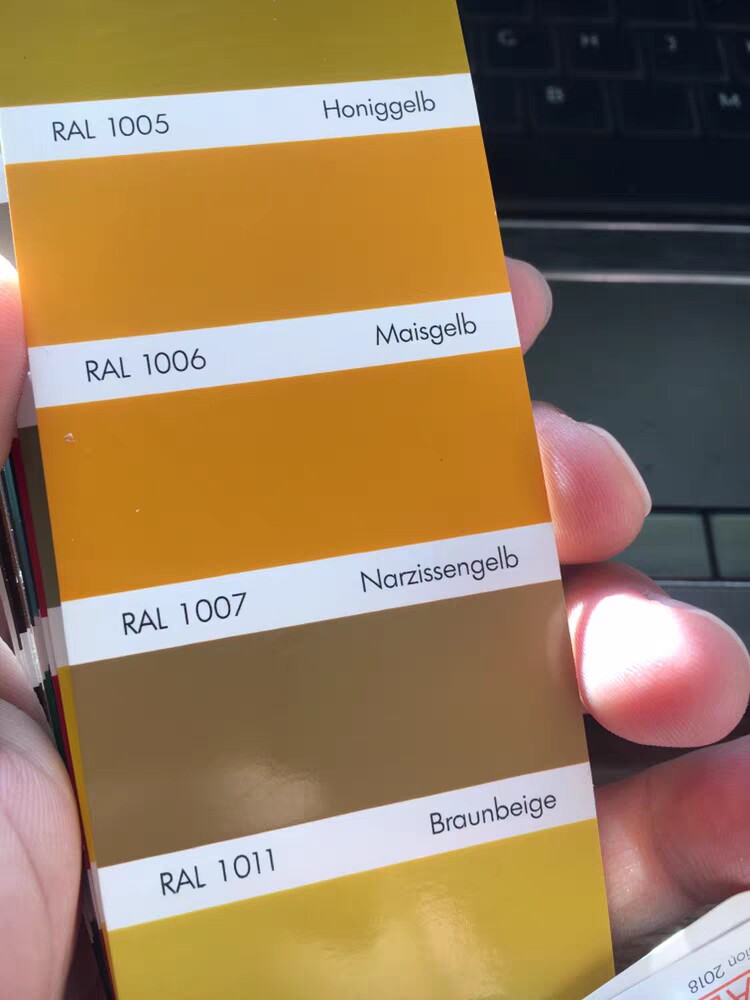 G H J
B M
RAL 1005 Honiggelb
RAL 1006 Maisgelb
RAL 1007 Narzissengelb
RAL 1011 Braunbeige
2018